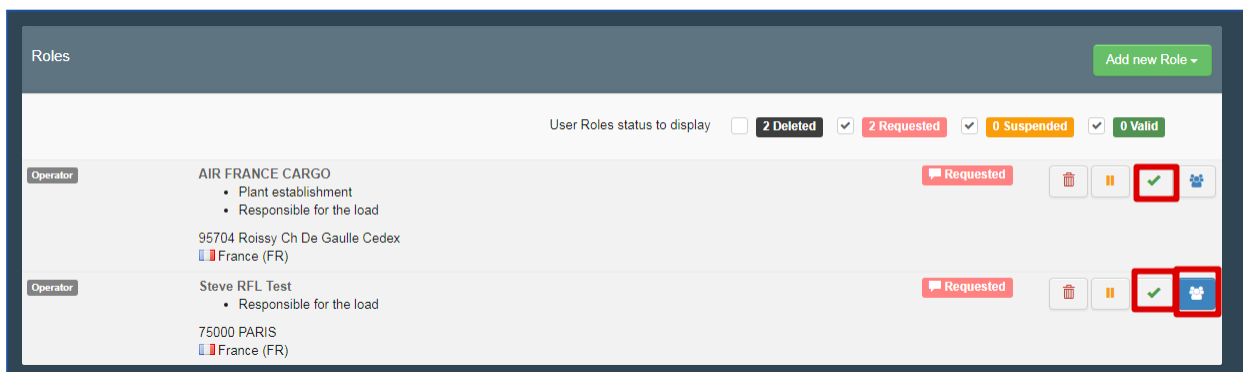 Roles
Add new Role
User Roles status to display 2 Deleted 2 Requested 0 Suspended 0 Valid
Operator AIR FRANCE CARGO Requested
• Plant establishment
• Responsible for the load
95704 Roissy Ch De Gaulle Cedex
France (FR)
Operator Steve RFL Test Requested
• Responsible for the load
75000 PARIS
France (FR)